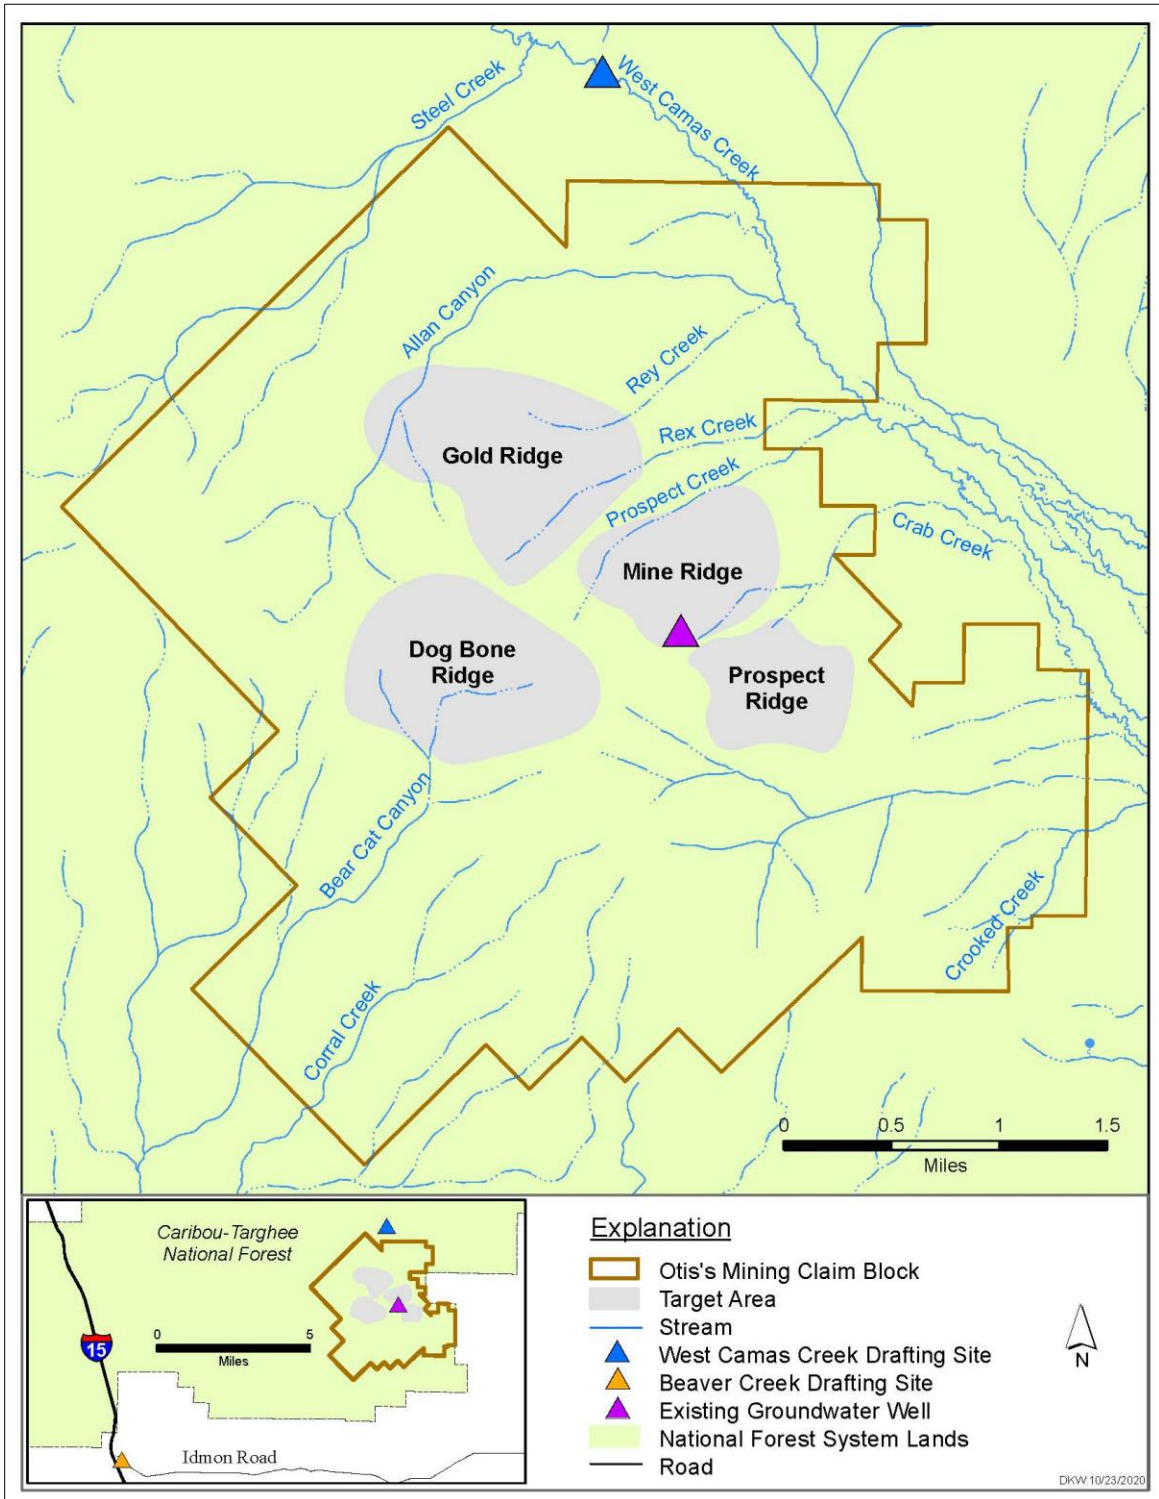 Steel Creek
West Camas Creek
Allan Canyon
Rey Creek
Gold Ridge
Rex Creek
Prospect Creek
Crab Creek
Mine Ridge
Dog Bone
Ridge
Prospect
Ridge
Bear Cat Canyon
Crooked Creek
Corral Creek
0 0.5 1 1.5
Miles
Caribou-Targhee
National Forest
0 5
Miles
15
Idmon Road
Explanation
Otis's Mining Claim Block
Target Area
Stream
West Camas Creek Drafting Site
Beaver Creek Drafting Site
Existing Groundwater Well
National Forest System Lands
Road
N
DKW:10/23/2020